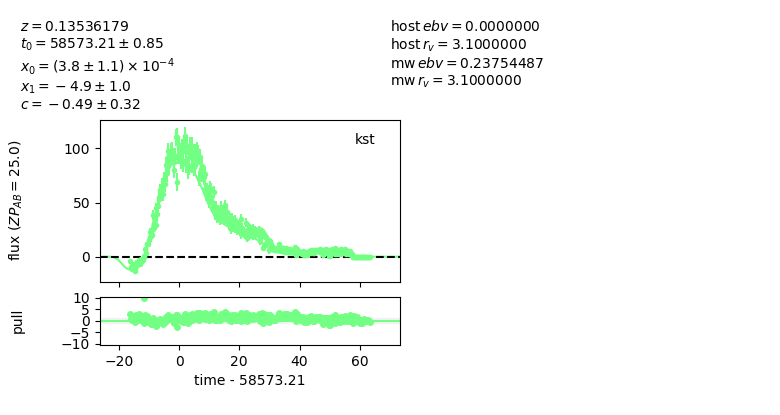 z = 0.13536179
t₀ = 58573.21 ± 0.85
x₀ = (3.8 ± 1.1) × 10⁻⁴
x₁ = −4.9 ± 1.0
c = −0.49 ± 0.32
host ebv = 0.0000000
host r_v = 3.1000000
mw ebv = 0.23754487
mw r_v = 3.1000000
kst
flux (ZP_AB = 25.0)
100
50
0
pull
10
5
0
−5
−10
−20 0 20 40 60
time - 58573.21